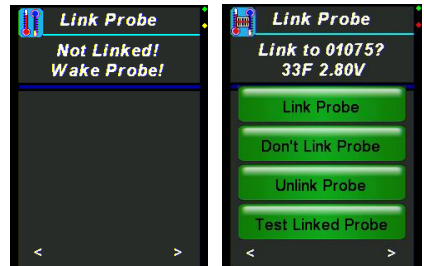 Link Probe
Not Linked!
Wake Probe!
< >
Link Probe
Link to 01075?
33F 2.80V
Link Probe
Don't Link Probe
Unlink Probe
Test Linked Probe
< >